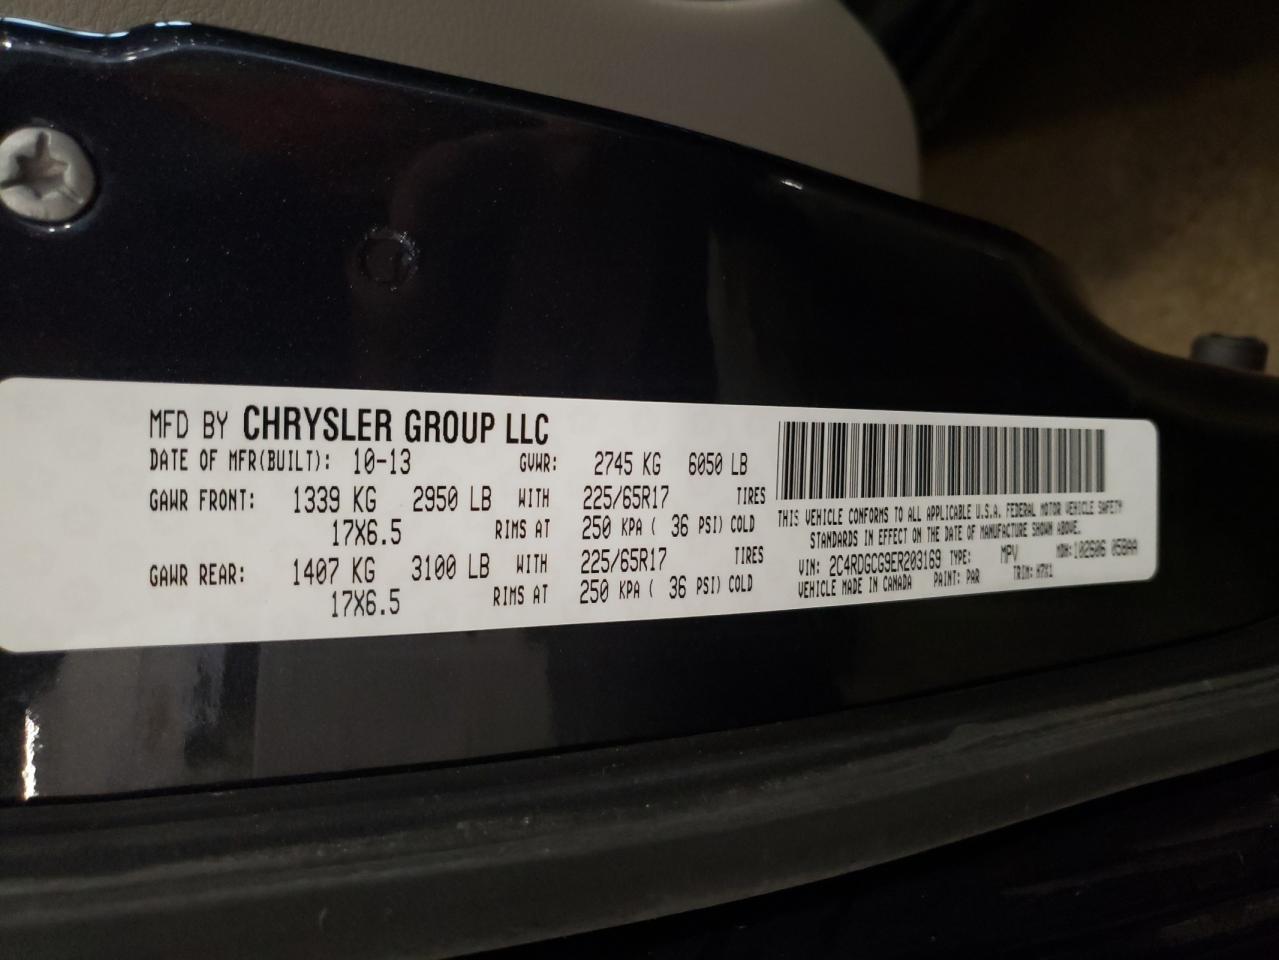 MFD BY CHRYSLER GROUP LLC
DATE OF MFR(BUILT): 10-13 GVWR: 2745 KG 6050 LB
GAWR FRONT: 1339 KG 2950 LB WITH 225/65R17 TIRES
17X6.5 RIMS AT 250 KPA ( 36 PSI) COLD
GAWR REAR: 1407 KG 3100 LB WITH 225/65R17 TIRES
17X6.5 RIMS AT 250 KPA ( 36 PSI) COLD
THIS VEHICLE CONFORMS TO ALL APPLICABLE U.S.A. FEDERAL MOTOR VEHICLE SAFETY
STANDARDS IN EFFECT ON THE DATE OF MANUFACTURE SHOWN ABOVE.
VIN: 2C4RDGCG9ER203169 TYPE: MPV MDH: 102806 058AA
VEHICLE MADE IN CANADA PAINT: PAR TRIM: